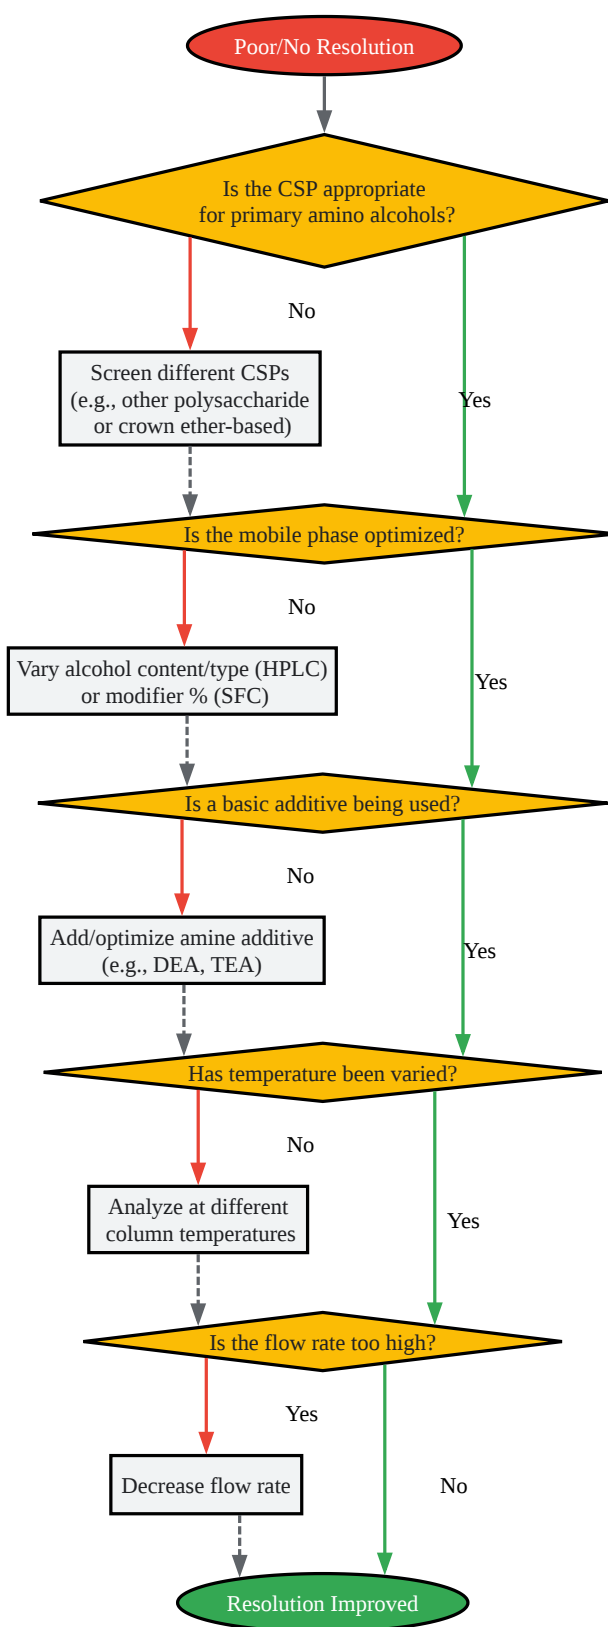 Poor/No Resolution
Is the CSP appropriate
for primary amino alcohols?
No
Screen different CSPs
(e.g., other polysaccharide
or crown ether-based)
Yes
Is the mobile phase optimized?
No
Vary alcohol content/type (HPLC)
or modifier % (SFC)
Yes
Is a basic additive being used?
No
Add/optimize amine additive
(e.g., DEA, TEA)
Yes
Has temperature been varied?
No
Analyze at different
column temperatures
Yes
Is the flow rate too high?
Yes
Decrease flow rate
No
Resolution Improved